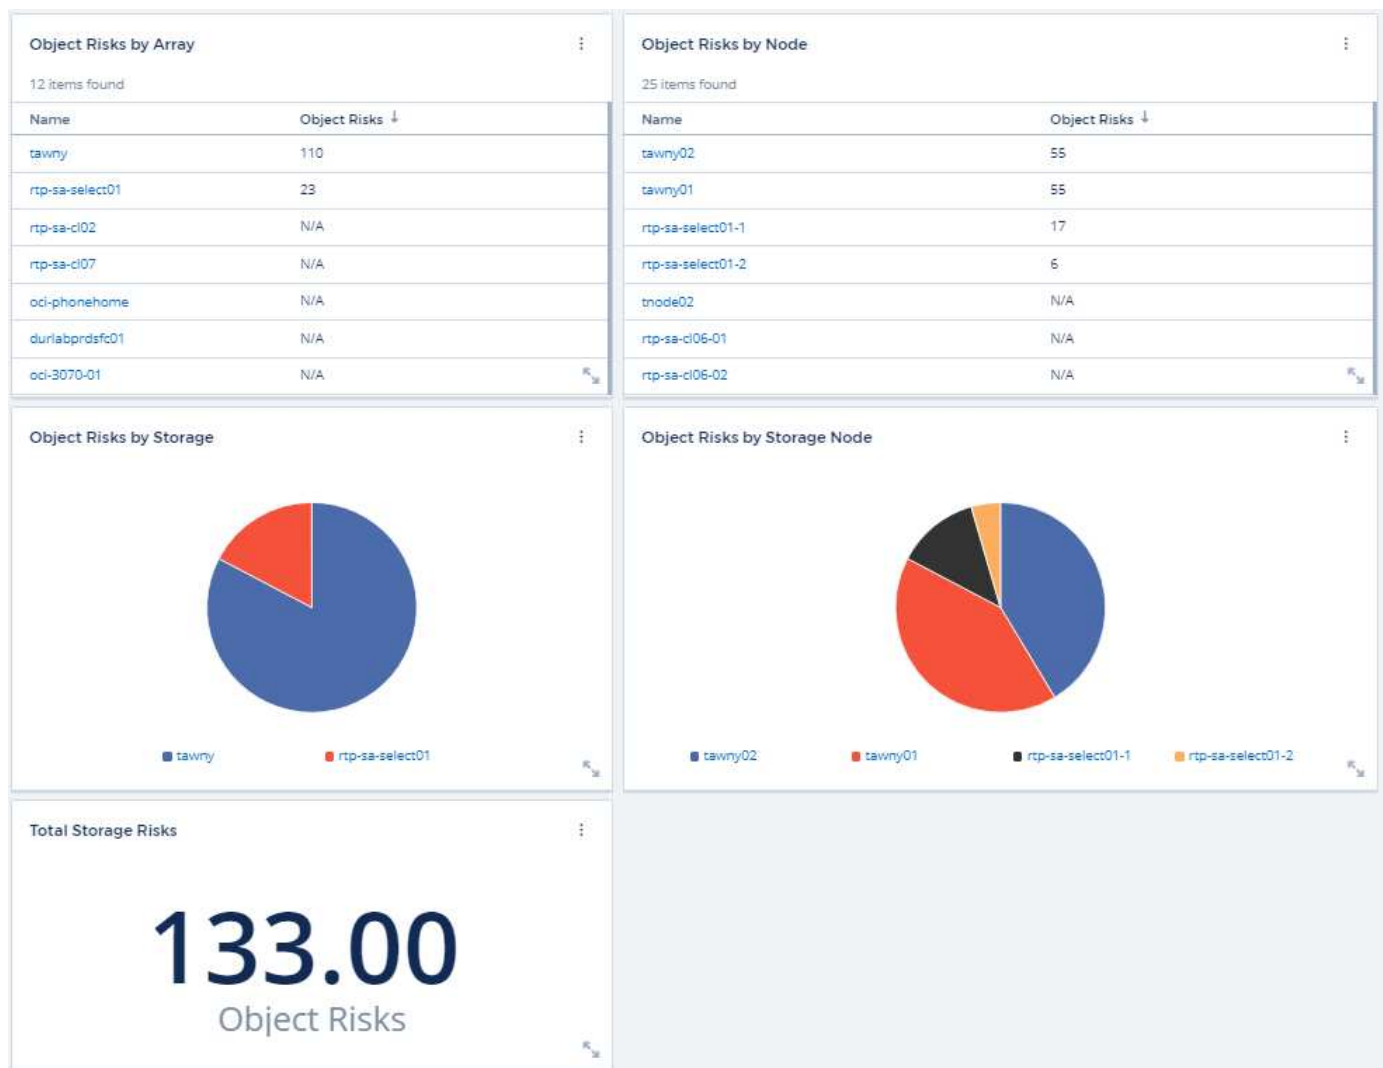 Object Risks by Array
12 items found
Name Object Risks ↓
tawny 110
rtp-sa-select01 23
rtp-sa-cl02 N/A
rtp-sa-cl07 N/A
oci-phonehome N/A
durlabprdsfc01 N/A
oci-3070-01 N/A
Object Risks by Node
25 items found
Name Object Risks ↓
tawny02 55
tawny01 55
rtp-sa-select01-1 17
rtp-sa-select01-2 6
tnode02 N/A
rtp-sa-cl06-01 N/A
rtp-sa-cl06-02 N/A
Object Risks by Storage
tawny rtp-sa-select01
Object Risks by Storage Node
tawny02 tawny01 rtp-sa-select01-1 rtp-sa-select01-2
Total Storage Risks
133.00
Object Risks